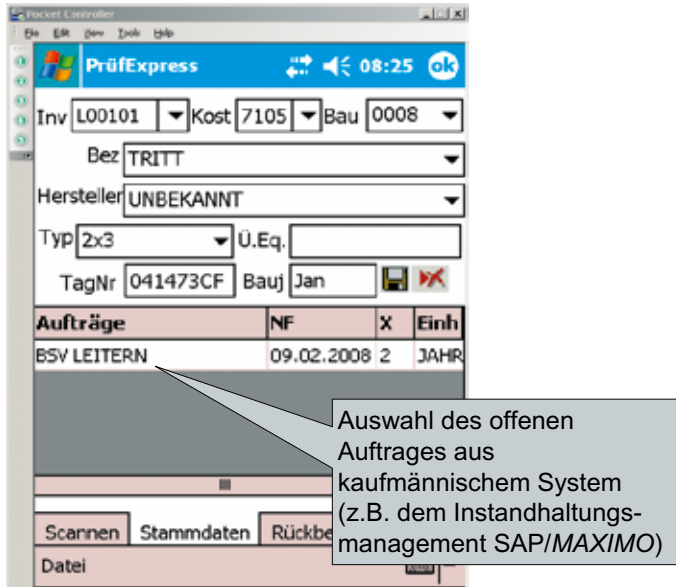 Pocket Controller
File Edit View Tools Help
PrüfExpress 08:25 ok
Inv L00101 Kost 7105 Bau 0008
Bez TRITT
Hersteller UNBEKANNT
Typ 2x3 Ü.Eq.
TagNr 041473CF Bauj Jan
Aufträge NF X Einh
BSV LEITERN 09.02.2008 2 JAHR
Auswahl des offenen
Auftrages aus
kaufmännischem System
(z.B. dem Instandhaltungs-
management SAP/MAXIMO)
Scannen Stammdaten Rückbe
Datei